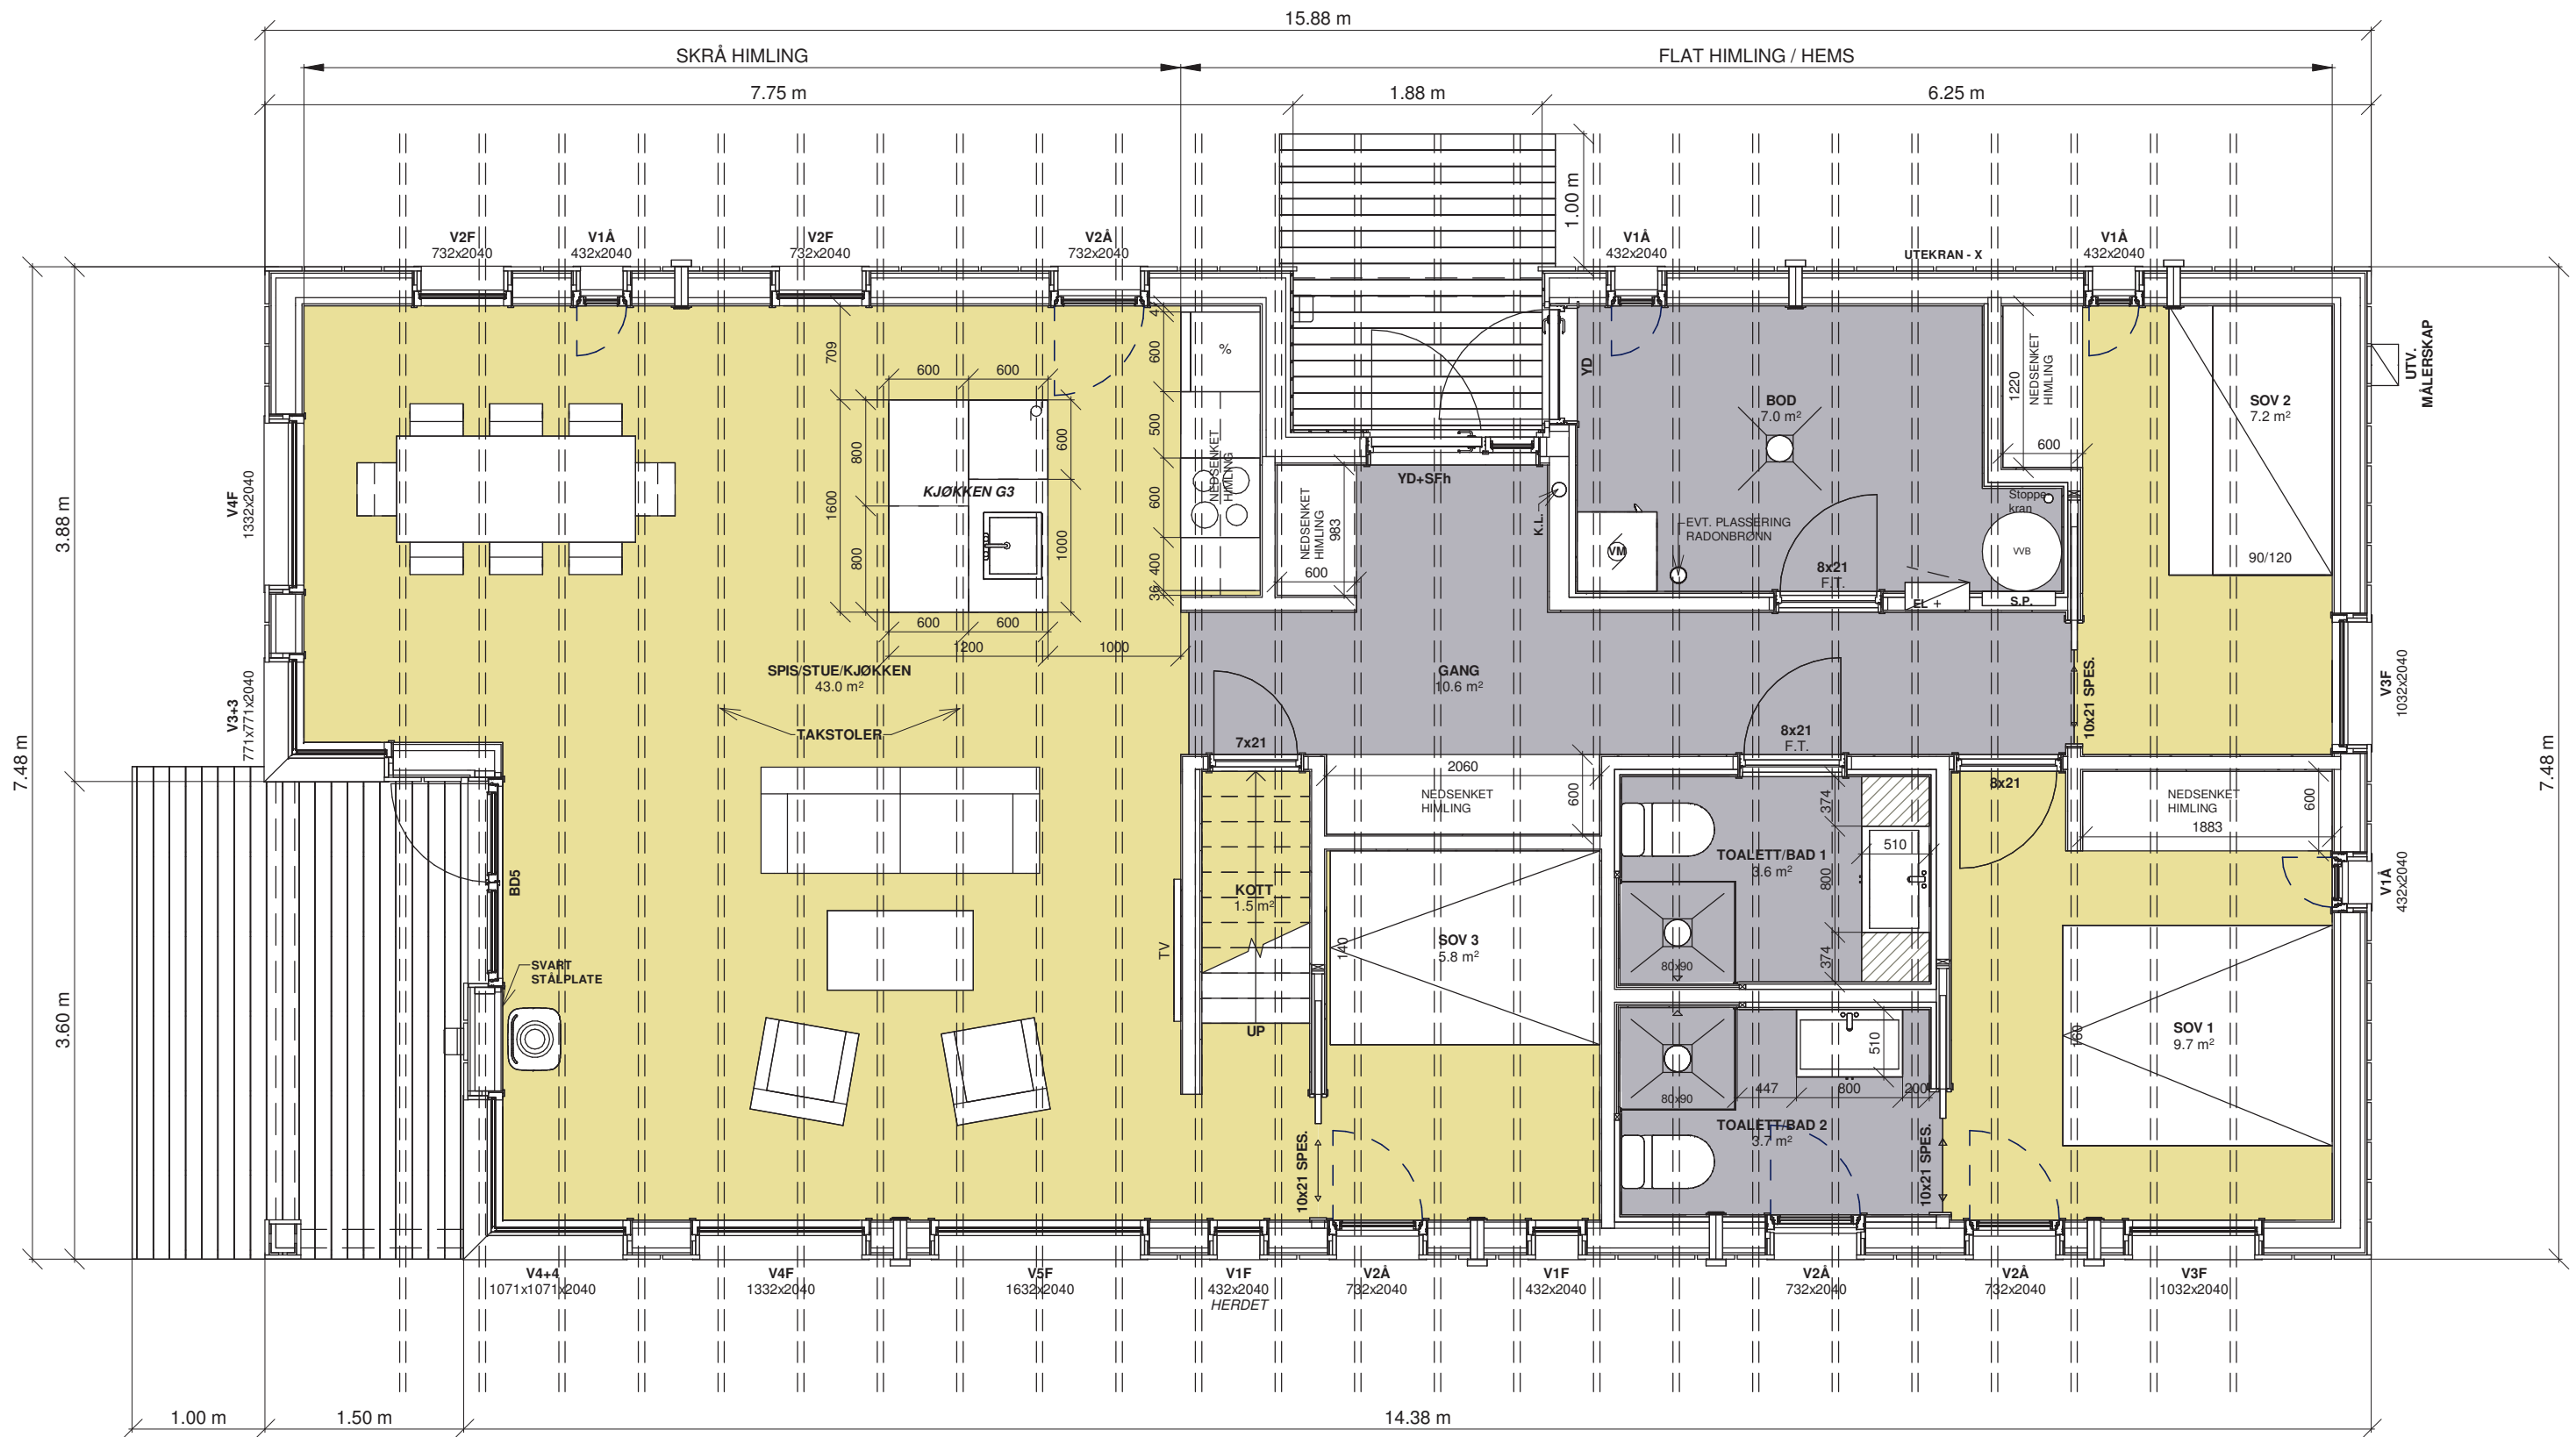 15.88 m
SKRÅ HIMLING
FLAT HIMLING / HEMS
7.75 m
1.88 m
6.25 m
1.00 m
V2F
732x2040
V1Å
432x2040
V2F
732x2040
V2Å
732x2040
V1Å
432x2040
UTEKRAN - X
V1Å
432x2040
7.48 m
3.88 m
3.60 m
V4F
1332x2040
V3+3
771x771x2040
709
600
600
800
1600
800
600
1000
KJØKKEN G3
600
600
1200
1000
4
600
500
600
400
36
%
NEDSENKET
HIMLING
NEDSENKET
HIMLING
983
600
YD+SFh
YD
K.L.
BOD
7.0 m²
VM
EVT. PLASSERING
RADONBRØNN
8x21
F.T.
EL +
S.P.
Stoppe-
kran
VVB
1220
NEDSENKET
HIMLING
600
SOV 2
7.2 m²
90/120
UTV.
MÅLERSKAP
V3F
1032x2040
7.48 m
SPIS/STUE/KJØKKEN
43.0 m²
TAKSTOLER
GANG
10.6 m²
10x21 SPES.
7x21
8x21
F.T.
8x21
2060
NEDSENKET
HIMLING
600
NEDSENKET
HIMLING
600
1883
V1Å
432x2040
BD5
SVART
STÅLPLATE
TV
KOTT
1.5 m²
UP
SOV 3
5.8 m²
140
TOALETT/BAD 1
3.6 m²
374
800
374
510
80x90
80x90
510
447
800
200
TOALETT/BAD 2
3.7 m²
SOV 1
9.7 m²
160
10x21 SPES.
10x21 SPES.
V4+4
1071x1071x2040
V4F
1332x2040
V5F
1632x2040
V1F
432x2040
HERDET
V2Å
732x2040
V1F
432x2040
V2Å
732x2040
V2Å
732x2040
V3F
1032x2040
1.00 m
1.50 m
14.38 m